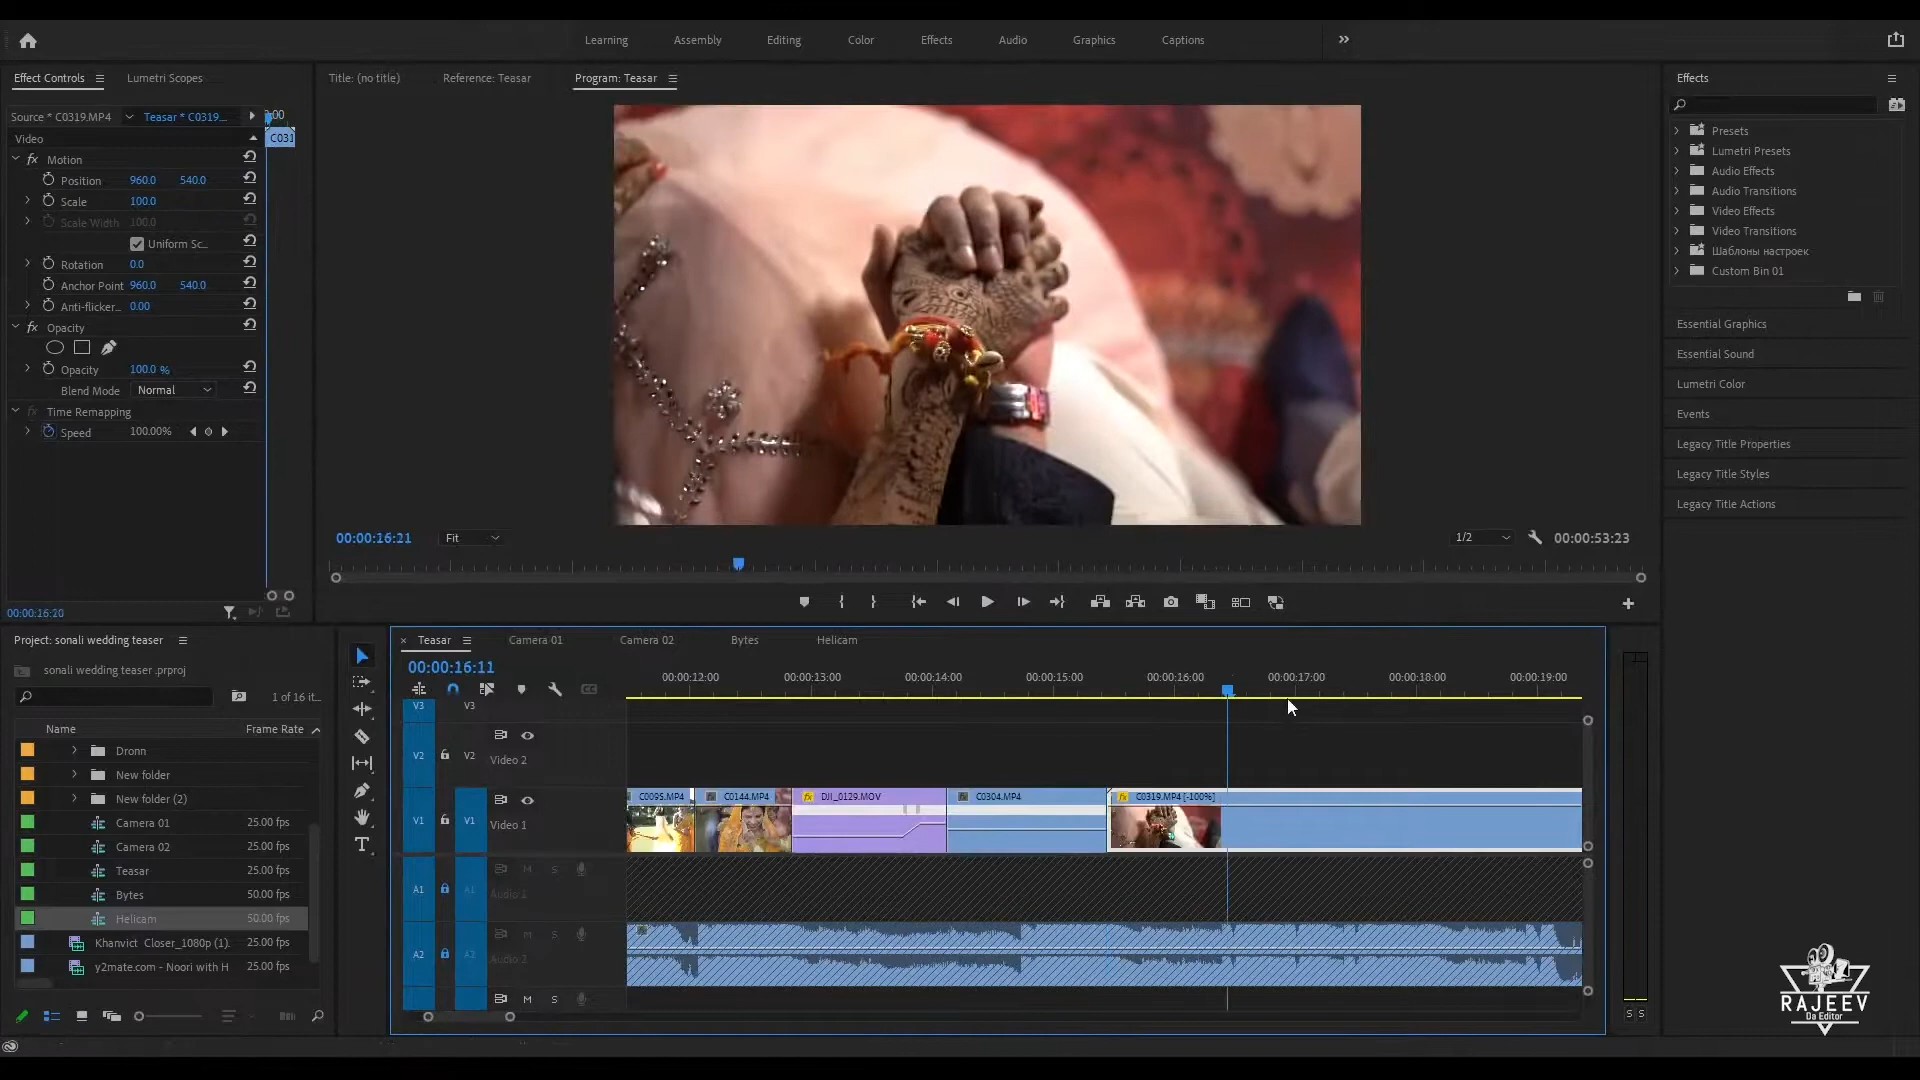 Learning Assembly Editing Color Effects Audio Graphics Captions
Effect Controls Lumetri Scopes
Source * C0319.MP4 Teasar * C0319...
Video
C031
fx Motion
Position 960.0 540.0
Scale 100.0
Scale Width 100.0
Uniform Sc...
Rotation 0.0
Anchor Point 960.0 540.0
Anti-flicker... 0.00
fx Opacity
Opacity 100.0 %
Blend Mode Normal
Time Remapping
Speed 100.00%
00:00:16:20
Title: (no title) Reference: Teasar Program: Teasar
00:00:16:21 Fit 1/2 00:00:53:23
Effects
Presets
Lumetri Presets
Audio Effects
Audio Transitions
Video Effects
Video Transitions
Шаблоны настроек
Custom Bin 01
Essential Graphics
Essential Sound
Lumetri Color
Events
Legacy Title Properties
Legacy Title Styles
Legacy Title Actions
Project: sonali wedding teaser
sonali wedding teaser .prproj
1 of 16 it...
Name Frame Rate
Dronn
New folder
New folder (2)
Camera 01 25.00 fps
Camera 02 25.00 fps
Teasar 25.00 fps
Bytes 50.00 fps
Helicam 50.00 fps
Khanvict Closer_1080p (1). 25.00 fps
y2mate.com - Noori with H 25.00 fps
Teasar Camera 01 Camera 02 Bytes Helicam
00:00:16:11
00:00:12:00 00:00:13:00 00:00:14:00 00:00:15:00 00:00:16:00 00:00:17:00 00:00:18:00 00:00:19:00
V3 V3
V2 V2 Video 2
C0095.MP4 C0144.MP4 DJI_0129.MOV C0304.MP4 C0319.MP4 [-100%]
V1 V1 Video 1
A1 A1 M S Audio 1
A2 A2 M S
M S
S S
RAJEEV
Da Editor